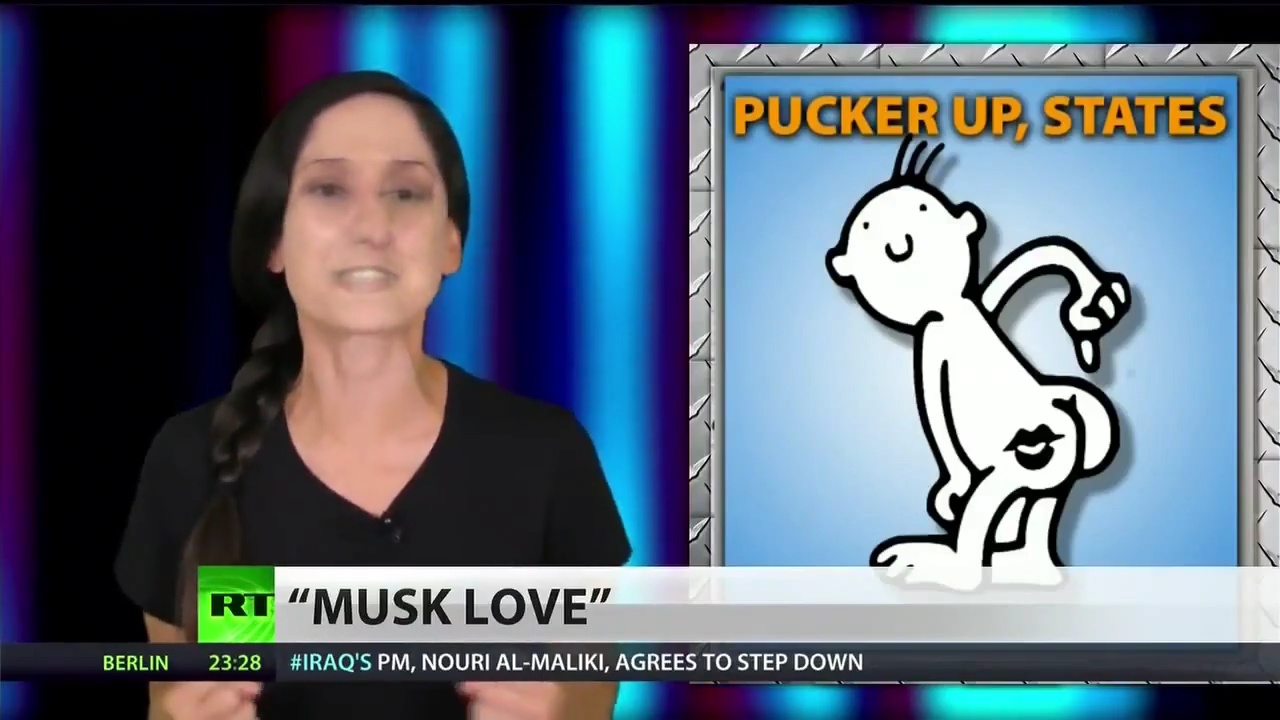 PUCKER UP, STATES
RT
“MUSK LOVE”
BERLIN 23:28 #IRAQ'S PM, NOURI AL-MALIKI, AGREES TO STEP DOWN